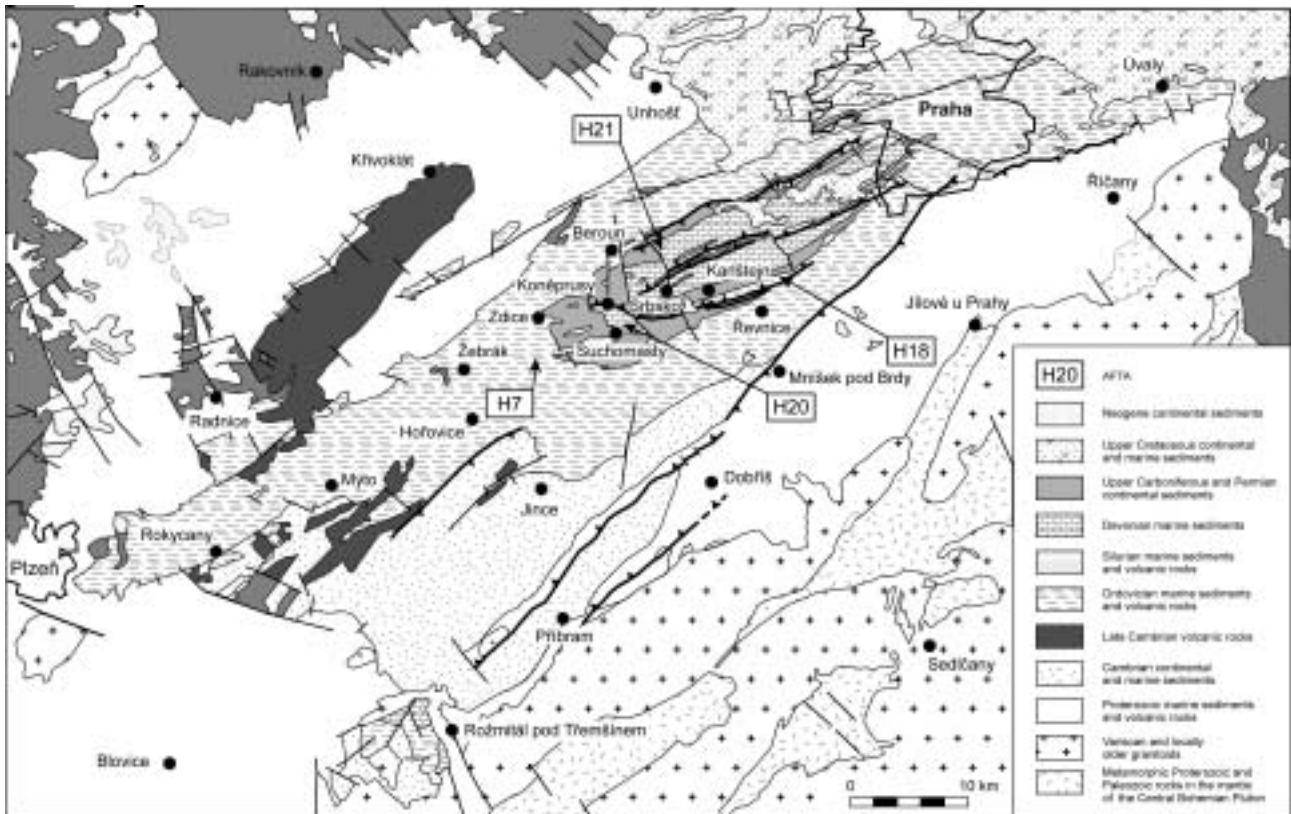 Rakovník
Úvaly
Unhošť
Praha
H21
Křivoklát
Říčany
Beroun
Karlštejn
Koněprusy
Srbsko
Jílové u Prahy
Zdice
Řevnice
Suchomasty
H18
Žebrák
Mníšek pod Brdy
H7
H20
Radnice
Hořovice
Dobříš
Mýto
Jince
Rokycany
Plzeň
Příbram
Sedlčany
Rožmitál pod Třemšínem
Blovice
0 10 km
H20 AFTA
Neogene continental sediments
Upper Cretaceous continental
and marine sediments
Upper Carboniferous and Permian
continental sediments
Devonian marine sediments
Silurian marine sediments
and volcanic rocks
Ordovician marine sediments
and volcanic rocks
Late Cambrian volcanic rocks
Cambrian continental
and marine sediments
Proterozoic marine sediments
and volcanic rocks
Variscan and locally
older granitoids
Metamorphic Proterozoic and
Paleozoic rocks in the mantle
of the Central Bohemian Pluton